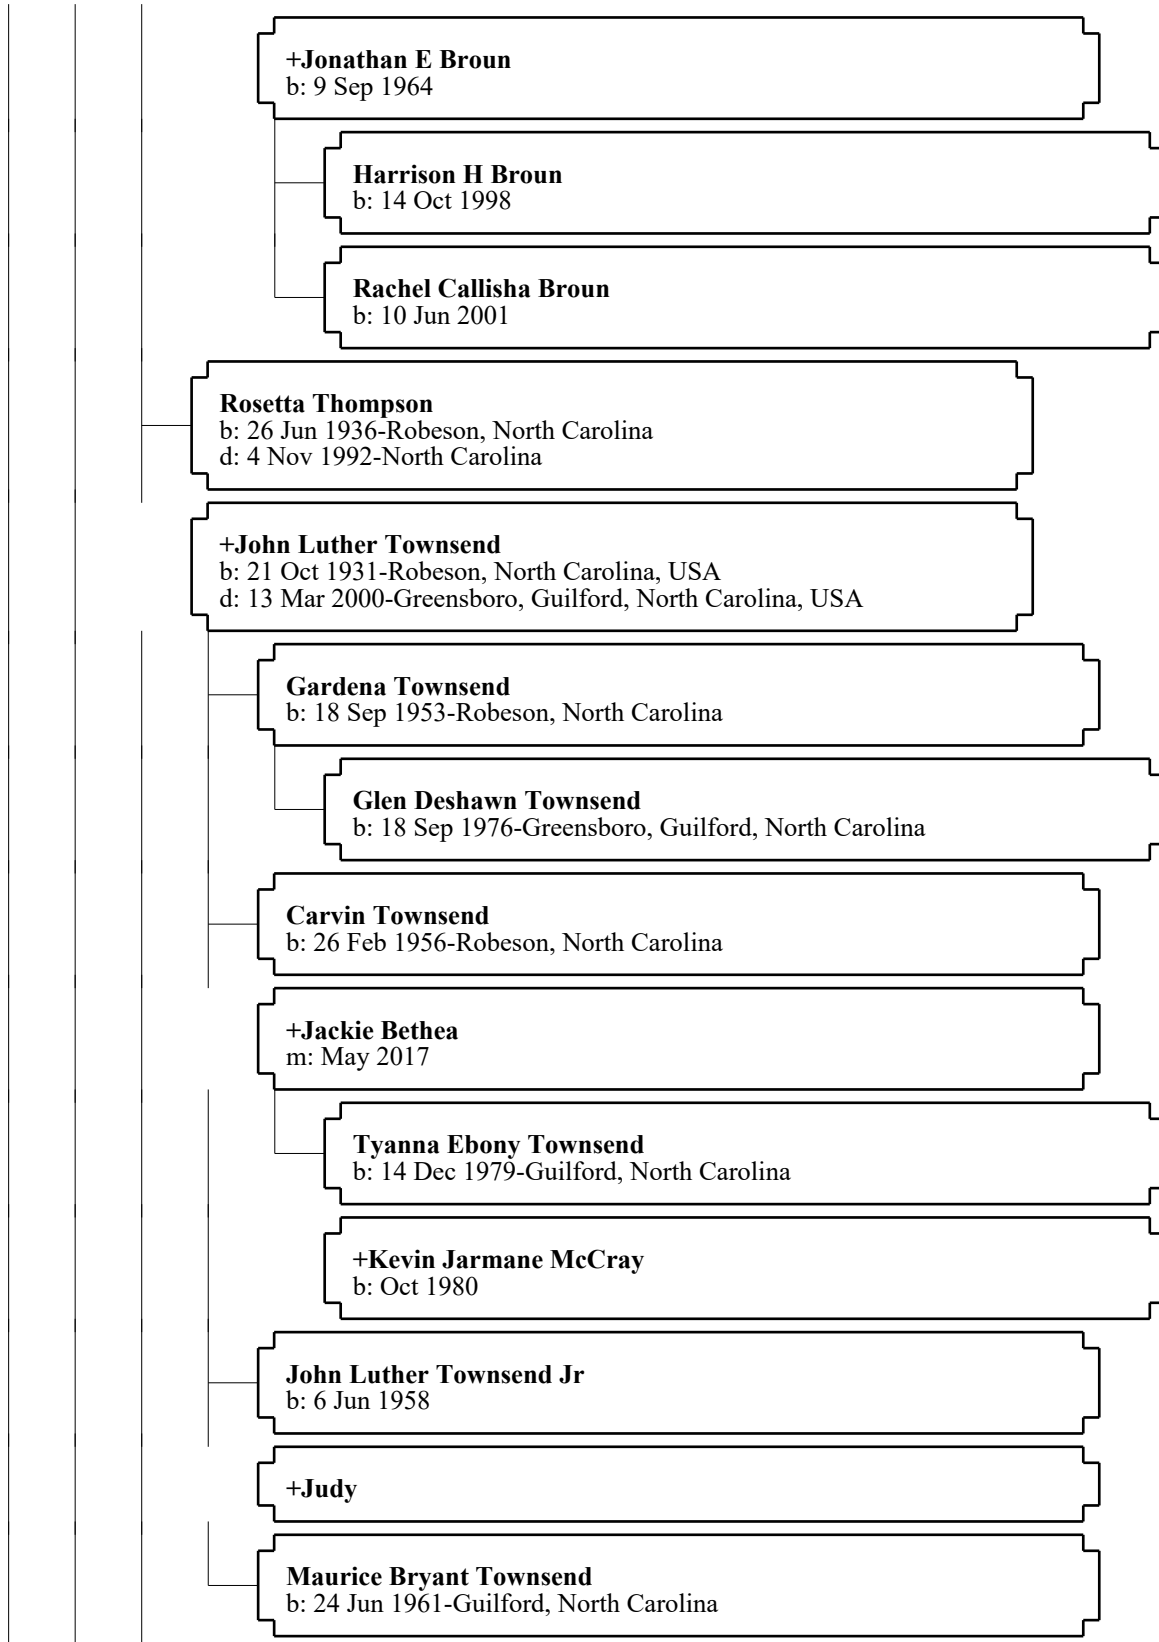 +Jonathan E Broun
b: 9 Sep 1964
Harrison H Broun
b: 14 Oct 1998
Rachel Callisha Broun
b: 10 Jun 2001
Rosetta Thompson
b: 26 Jun 1936-Robeson, North Carolina
d: 4 Nov 1992-North Carolina
+John Luther Townsend
b: 21 Oct 1931-Robeson, North Carolina, USA
d: 13 Mar 2000-Greensboro, Guilford, North Carolina, USA
Gardena Townsend
b: 18 Sep 1953-Robeson, North Carolina
Glen Deshawn Townsend
b: 18 Sep 1976-Greensboro, Guilford, North Carolina
Carvin Townsend
b: 26 Feb 1956-Robeson, North Carolina
+Jackie Bethea
m: May 2017
Tyanna Ebony Townsend
b: 14 Dec 1979-Guilford, North Carolina
+Kevin Jarmane McCray
b: Oct 1980
John Luther Townsend Jr
b: 6 Jun 1958
+Judy
Maurice Bryant Townsend
b: 24 Jun 1961-Guilford, North Carolina